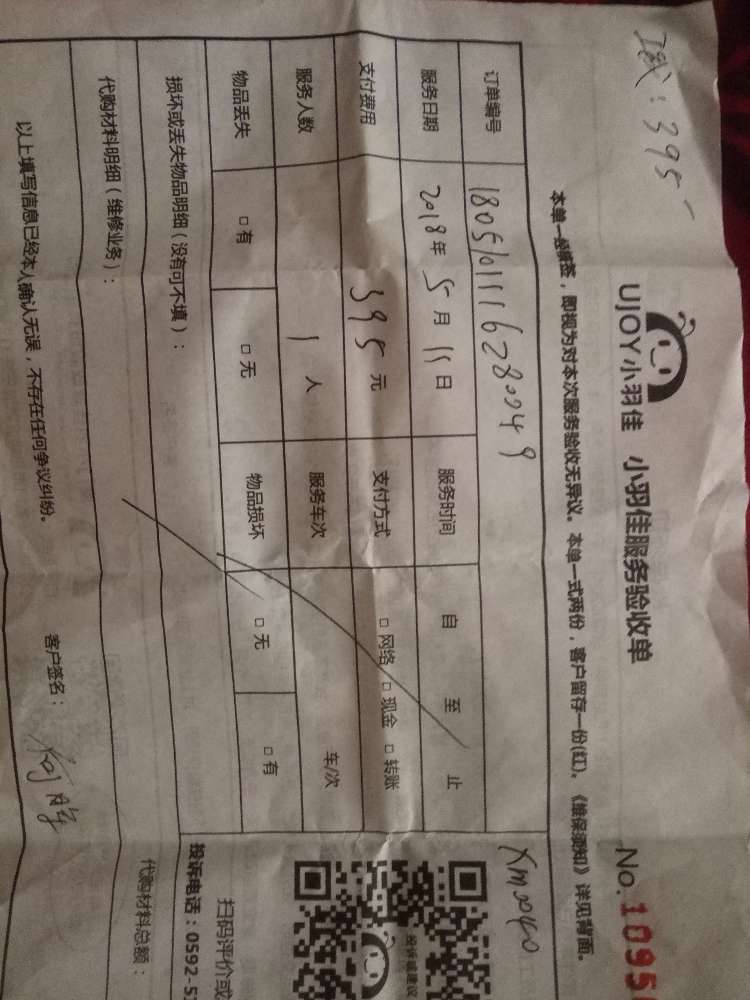 减：395
UJOY小羽佳 小羽佳服务验收单 No. 1095
本单一经签, 即视为对本次服务验收无异议。本单一式两份, 客户留存一份(红)。《维保须知》详见背面。
订单编号 1805101116280049 Xm0040
服务日期 2018年 5月 11日 服务时间 自 至 止
支付费用 395元 支付方式 □ 网络 □ 现金 □ 转账
服务人数 1 人 服务车次 车/次
物品丢失 □ 有 □ 无 物品损坏 □ 无 □ 有
损坏或丢失物品明细（没有可不填）：
代购材料明细（维修业务）： 代购材料总额：
以上填写信息已经本人确认无误, 不存在任何争议纠纷。 客户签名：
投诉或建议
扫码评价或
投诉电话：0592-5